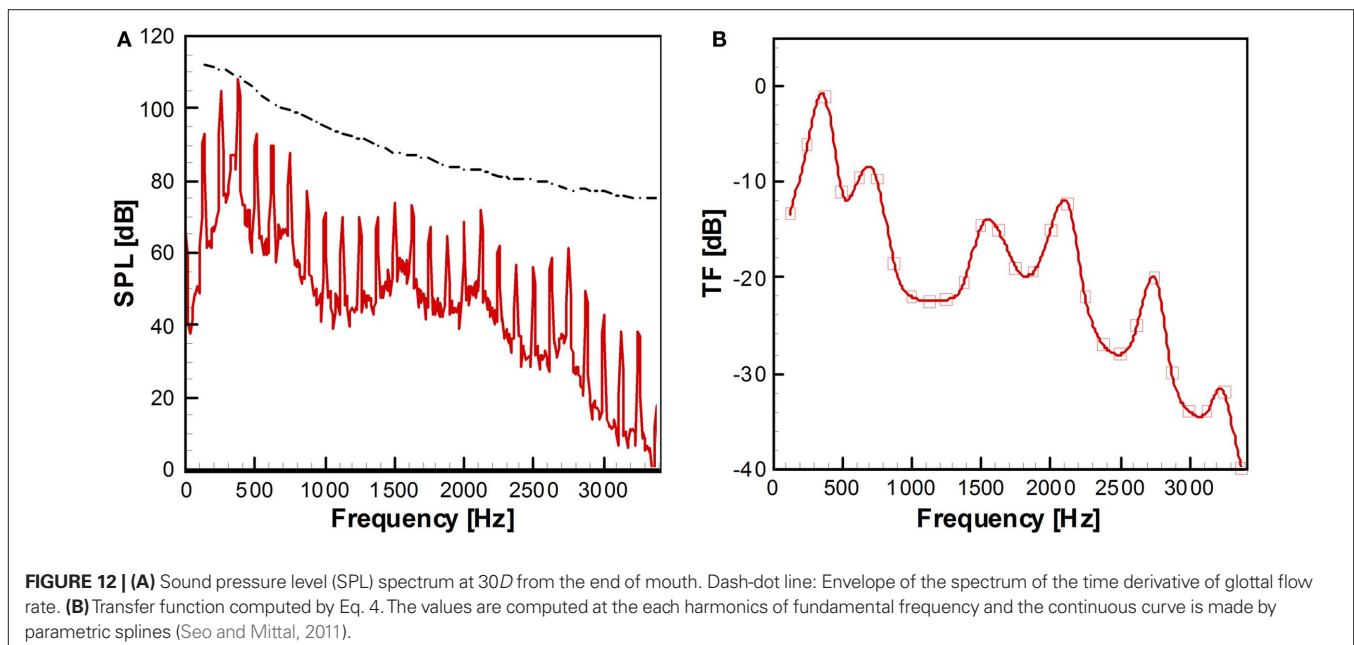 A
B
120
100
80
60
40
20
0
SPL [dB]
0 500 1000 1500 2000 2500 3000
Frequency [Hz]
0
-10
-20
-30
-40
TF [dB]
0 500 1000 1500 2000 2500 3000
Frequency [Hz]
FIGURE 12 | (A) Sound pressure level (SPL) spectrum at 30D from the end of mouth. Dash-dot line: Envelope of the spectrum of the time derivative of glottal flow
rate. (B) Transfer function computed by Eq. 4. The values are computed at the each harmonics of fundamental frequency and the continuous curve is made by
parametric splines (Seo and Mittal, 2011).